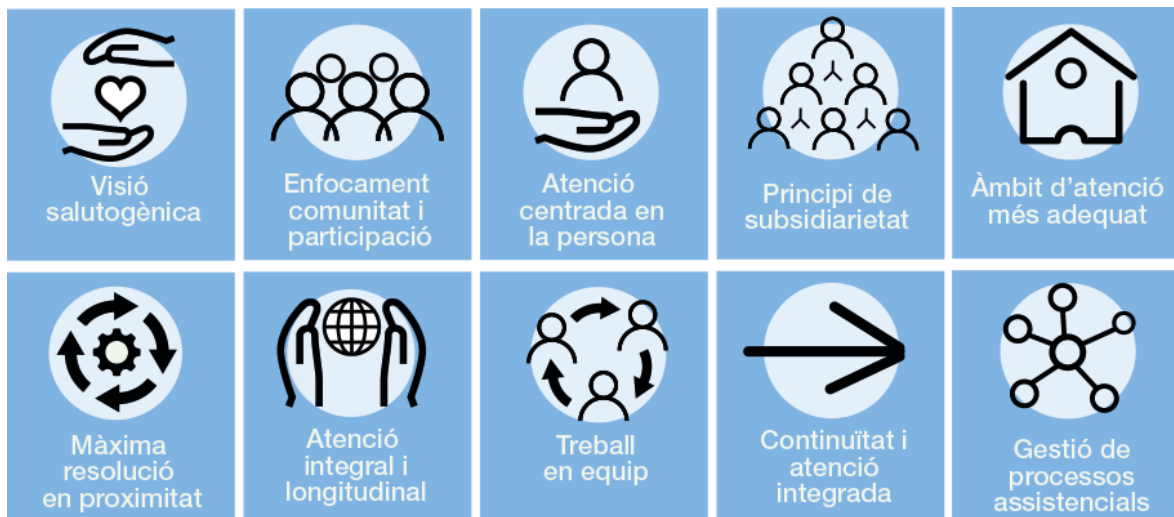 Visió
salutogènica
Enfocament
comunitat i
participació
Atenció
centrada en
la persona
Principi de
subsidiarietat
Àmbit d'atenció
més adequat
Màxima
resolució
en proximitat
Atenció
integral i
longitudinal
Treball
en equip
Continuïtat i
atenció
integrada
Gestió de
processos
assistencials